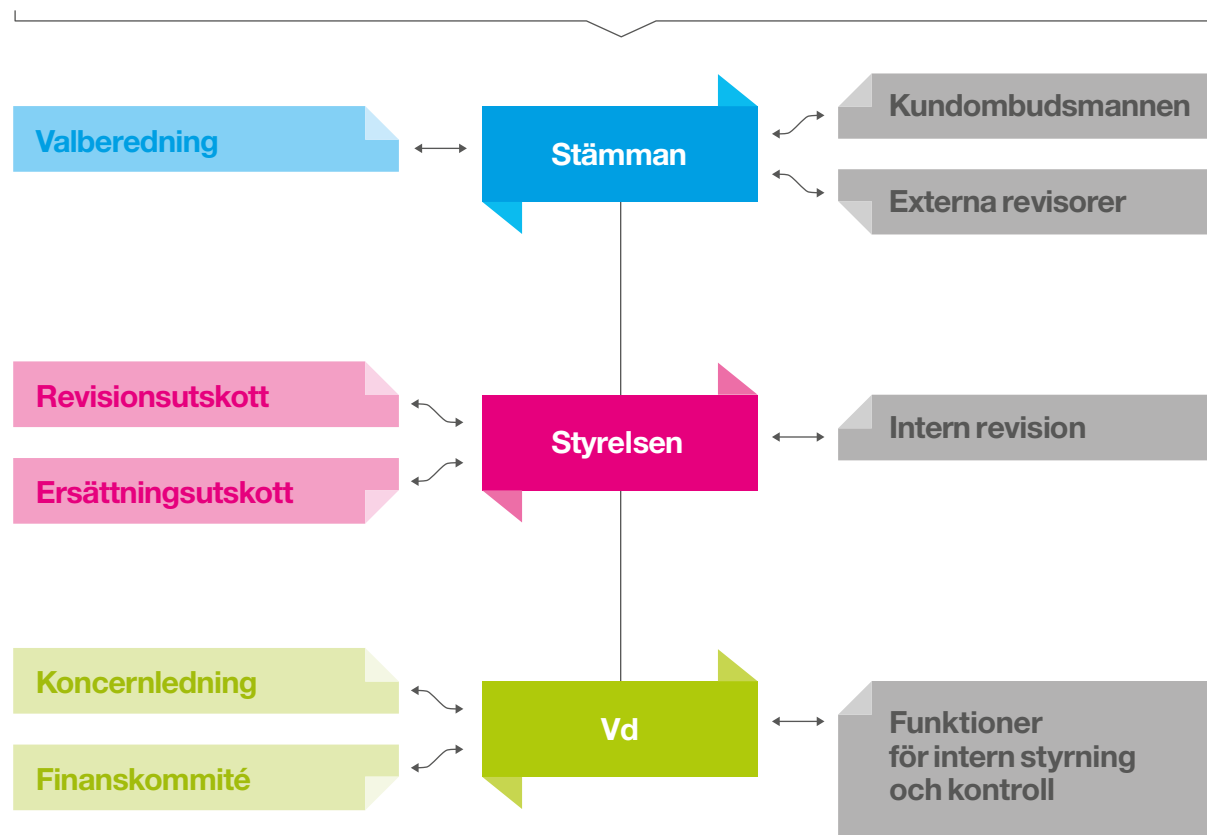 Valberedning
Stämman
Kundombudsmannen
Externa revisorer
Revisionsutskott
Ersättningsutskott
Styrelsen
Intern revision
Koncernledning
Finanskommité
Vd
Funktioner
för intern styrning
och kontroll